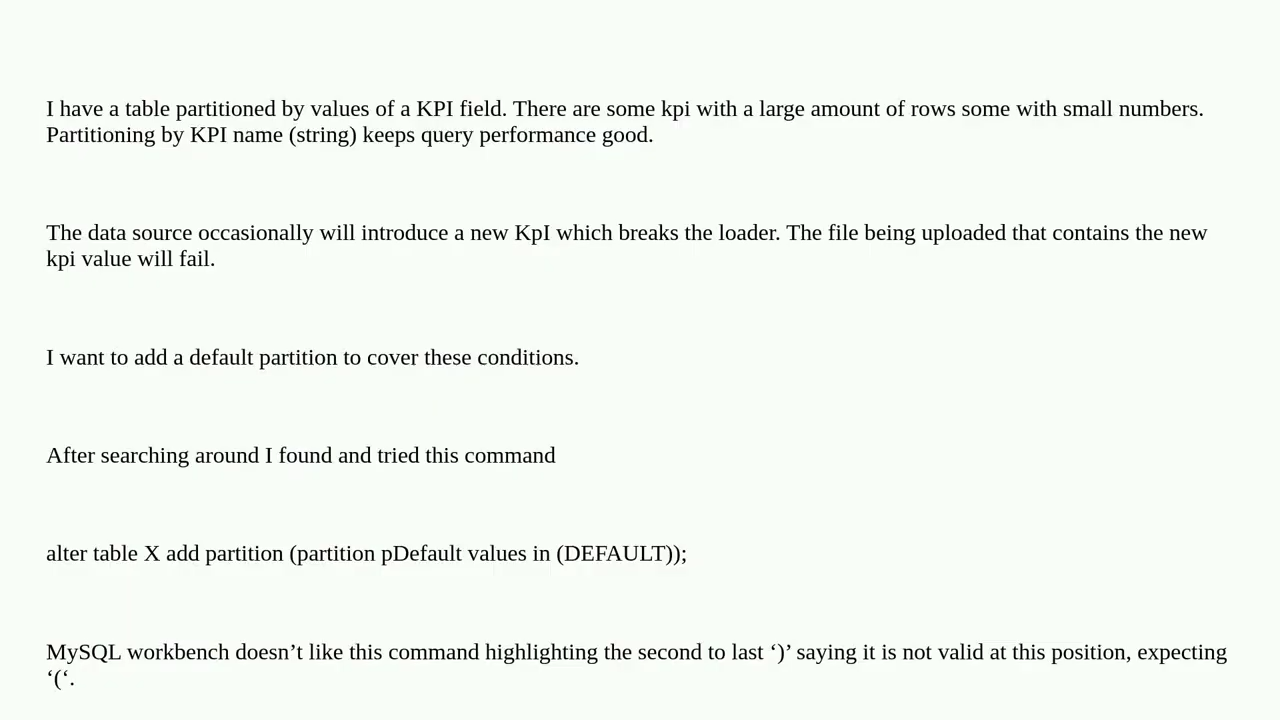 I have a table partitioned by values of a KPI field. There are some kpi with a large amount of rows some with small numbers.
Partitioning by KPI name (string) keeps query performance good.
The data source occasionally will introduce a new KpI which breaks the loader. The file being uploaded that contains the new
kpi value will fail.
I want to add a default partition to cover these conditions.
After searching around I found and tried this command
alter table X add partition (partition pDefault values in (DEFAULT));
MySQL workbench doesn’t like this command highlighting the second to last ‘)’ saying it is not valid at this position, expecting
‘(‘.